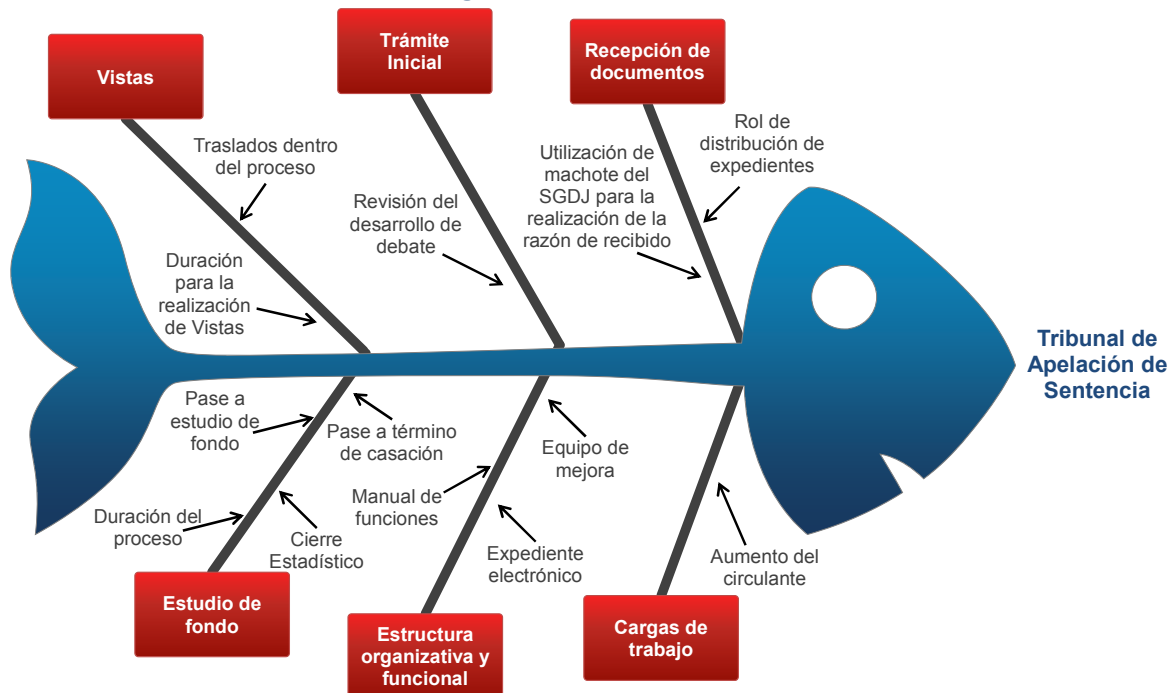 Vistas
Trámite
Inicial
Recepción de
documentos
Traslados dentro
del proceso
Duración
para la
realización
de Vistas
Revisión del
desarrollo de
debate
Utilización de
machote del
SGDJ para la
realización de la
razón de recibido
Rol de
distribución de
expedientes
Tribunal de
Apelación de
Sentencia
Pase a
estudio de
fondo
Pase a término
de casación
Duración del
proceso
Cierre
Estadístico
Manual de
funciones
Equipo de
mejora
Expediente
electrónico
Aumento del
circulante
Estudio de
fondo
Estructura
organizativa y
funcional
Cargas de
trabajo